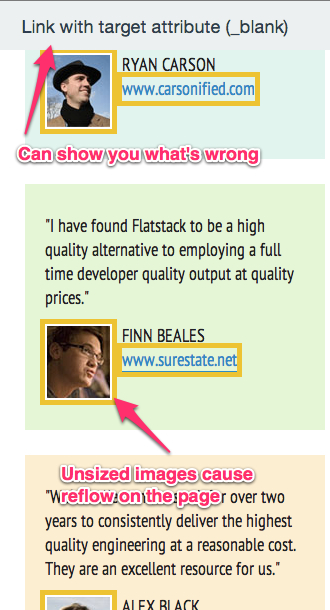 Link with target attribute (_blank)
RYAN CARSON
www.carsonified.com
Can show you what's wrong
"I have found Flatstack to be a high
quality alternative to employing a full
time developer quality output at quality
prices."
FINN BEALES
www.surestate.net
Unsized images cause
reflow on the page
over two
years to consistently deliver the highest
quality engineering at a reasonable cost.
They are an excellent resource for us."
ALEX BLACK